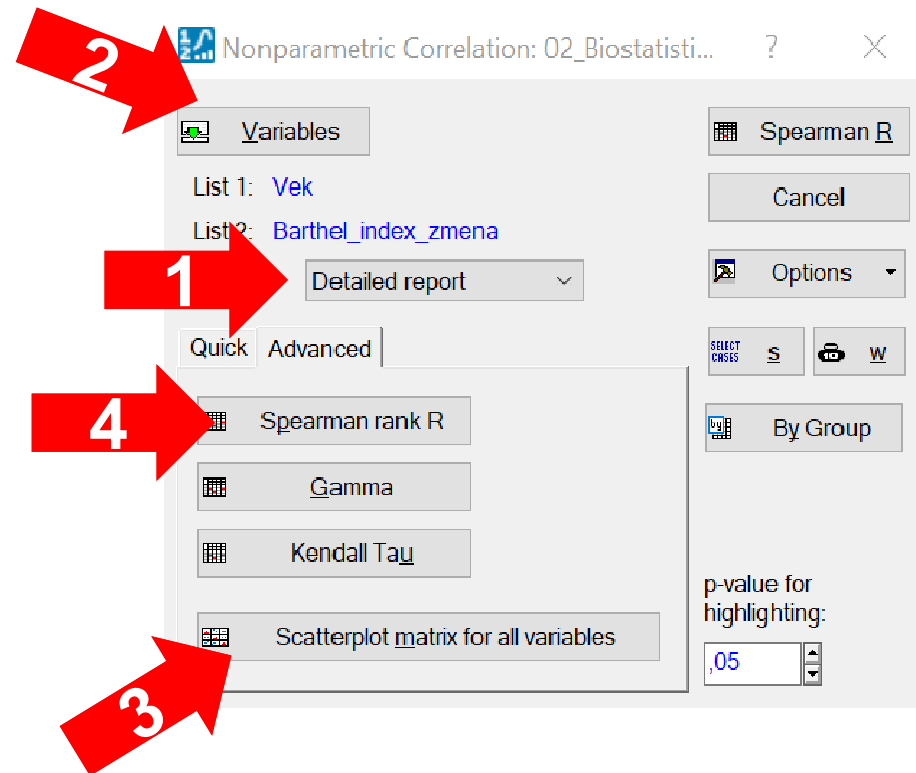 2
Nonparametric Correlation: 02_Biostatisti... ?
Variables
Spearman R
List 1: Vek
Cancel
List 2: Barthel_index_zmena
1
Detailed report
Options
Quick Advanced
SELECT CASES S W
4
Spearman rank R
By Group
Gamma
Kendall Tau
p-value for
highlighting:
Scatterplot matrix for all variables
,05
3